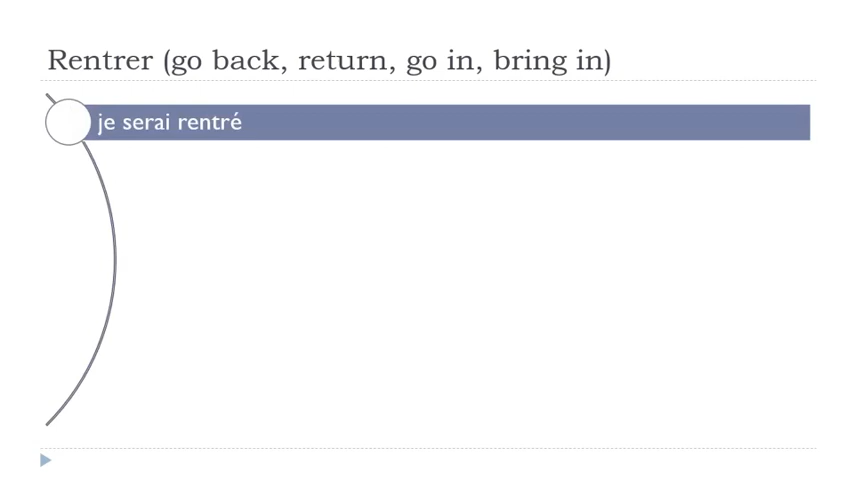 Rentrer (go back, return, go in, bring in)
je serai rentré